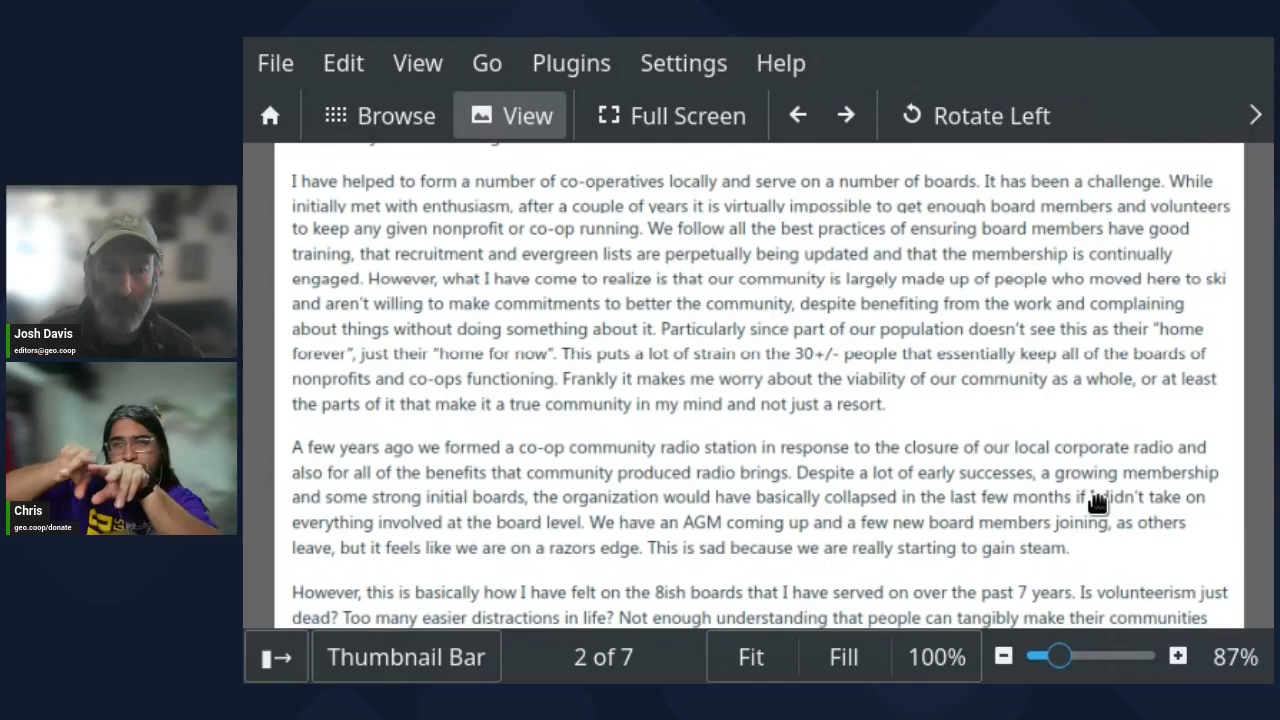 File Edit View Go Plugins Settings Help
Browse View Full Screen Rotate Left
I have helped to form a number of co-operatives locally and serve on a number of boards. It has been a challenge. While
initially met with enthusiasm, after a couple of years it is virtually impossible to get enough board members and volunteers
to keep any given nonprofit or co-op running. We follow all the best practices of ensuring board members have good
training, that recruitment and evergreen lists are perpetually being updated and that the membership is continually
engaged. However, what I have come to realize is that our community is largely made up of people who moved here to ski
and aren't willing to make commitments to better the community, despite benefiting from the work and complaining
about things without doing something about it. Particularly since part of our population doesn't see this as their "home
forever", just their "home for now". This puts a lot of strain on the 30+/- people that essentially keep all of the boards of
nonprofits and co-ops functioning. Frankly it makes me worry about the viability of our community as a whole, or at least
the parts of it that make it a true community in my mind and not just a resort.
A few years ago we formed a co-op community radio station in response to the closure of our local corporate radio and
also for all of the benefits that community produced radio brings. Despite a lot of early successes, a growing membership
and some strong initial boards, the organization would have basically collapsed in the last few months if I didn't take on
everything involved at the board level. We have an AGM coming up and a few new board members joining, as others
leave, but it feels like we are on a razors edge. This is sad because we are really starting to gain steam.
However, this is basically how I have felt on the 8ish boards that I have served on over the past 7 years. Is volunteerism just
dead? Too many easier distractions in life? Not enough understanding that people can tangibly make their communities
Thumbnail Bar 2 of 7 Fit Fill 100% 87%
Josh Davis
editors@geo.coop
Chris
geo.coop/donate